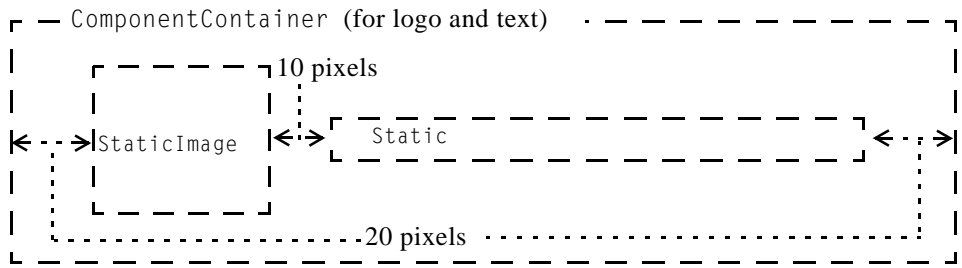 ComponentContainer (for logo and text)
10 pixels
StaticImage
Static
20 pixels